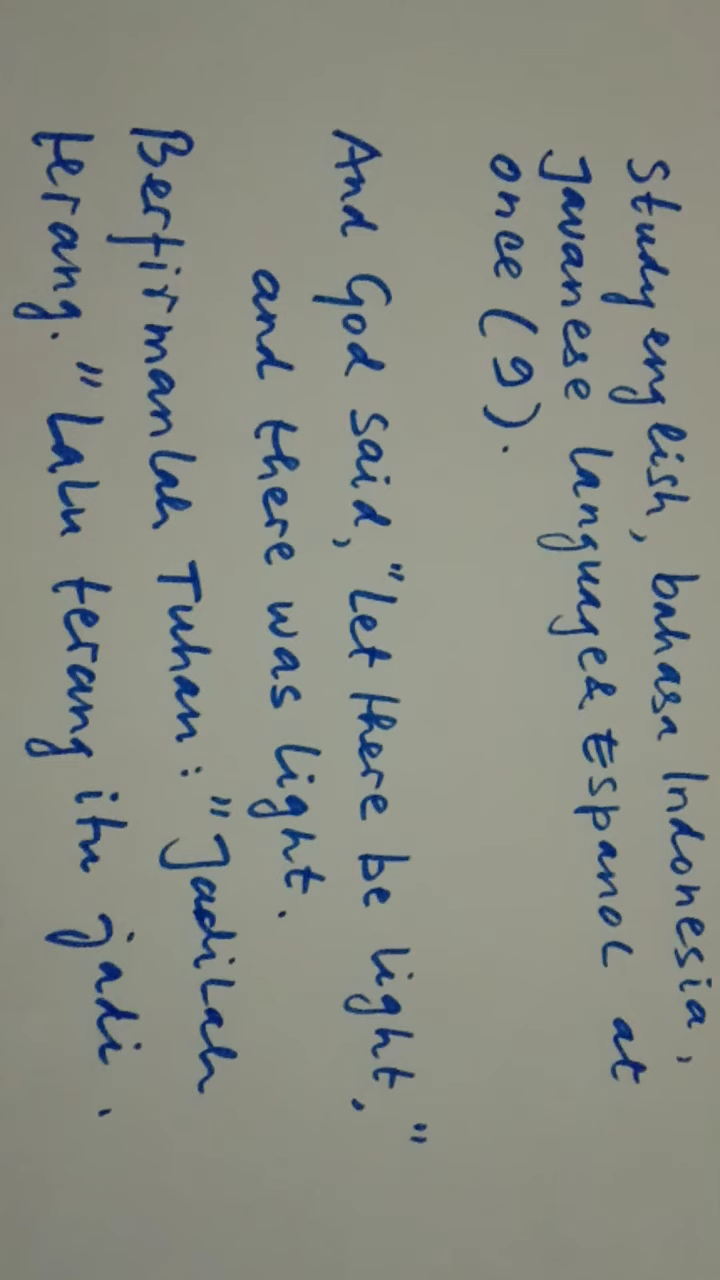 Study english, bahasa Indonesia,
Javanese language & Espanol at
once (9).
And God said, "Let there be light,"
and there was light.
Berfirmanlah Tuhan: "Jadilah
terang." Lalu terang itu jadi.